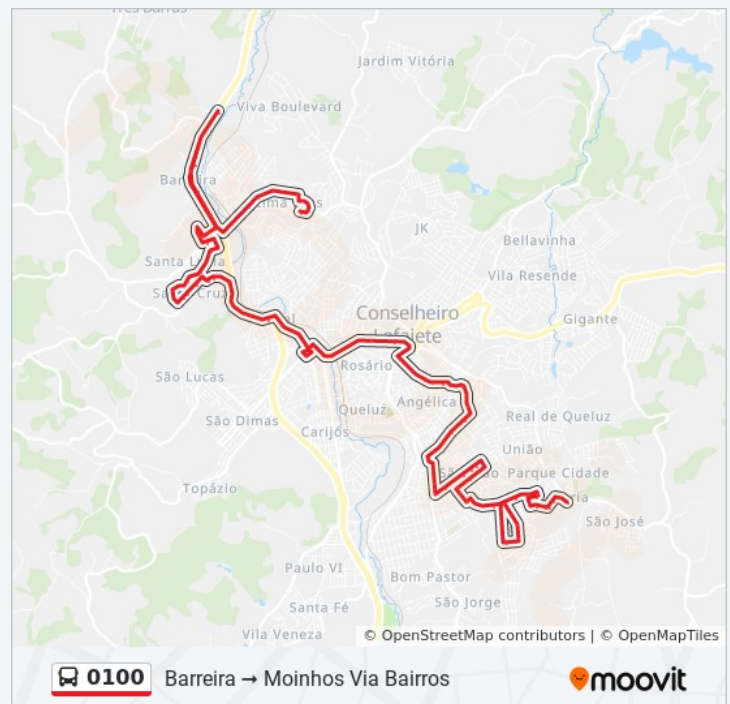 Jardim Vitória
Viva Boulevard
JK
Bellavinha
Vila Resende
Conselheiro
Lafaiete
Gigante
Rosário
São Lucas
Angélica
Queluz
Real de Queluz
São Dimas
Carijós
União
Parque Cidade
Topázio
São José
Paulo VI
Bom Pastor
Santa Fé
São Jorge
Vila Veneza
© OpenStreetMap contributors | © OpenMapTiles
0100 Barreira → Moinhos Via Bairros
moovit